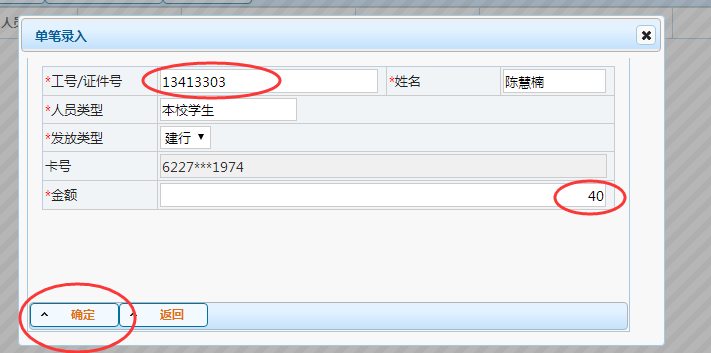 人员
单笔录入
*工号/证件号 13413303 *姓名 陈慧楠
*人员类型 本校学生
*发放类型 建行
卡号 6227***1974
*金额 40
确定 返回